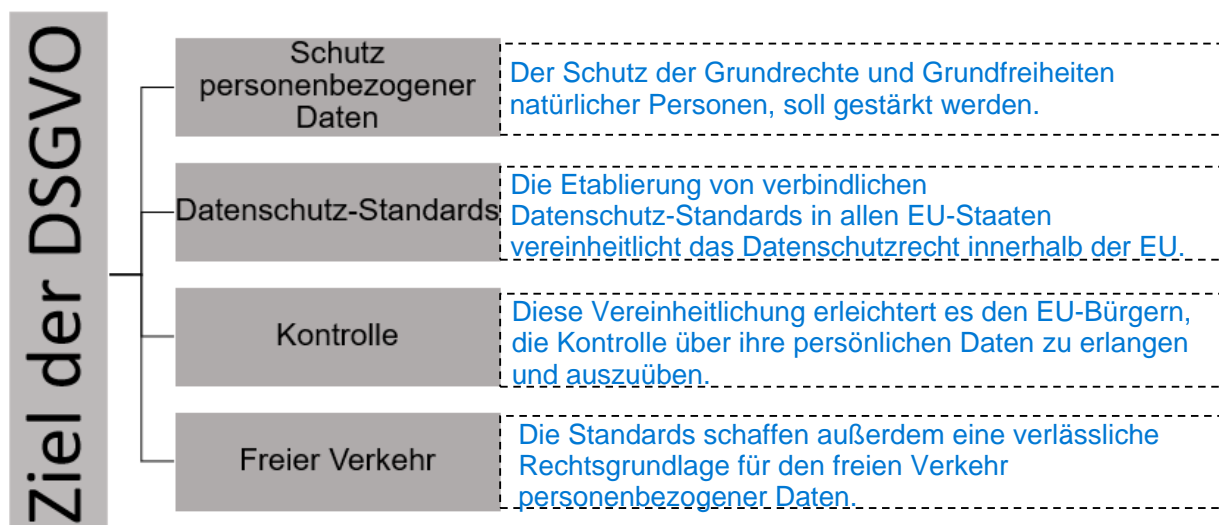 Ziel der DSGVO
Schutz
personenbezogener
Daten
Der Schutz der Grundrechte und Grundfreiheiten
natürlicher Personen, soll gestärkt werden.
Datenschutz-Standards
Die Etablierung von verbindlichen
Datenschutz-Standards in allen EU-Staaten
vereinheitlicht das Datenschutzrecht innerhalb der EU.
Kontrolle
Diese Vereinheitlichung erleichtert es den EU-Bürgern,
die Kontrolle über ihre persönlichen Daten zu erlangen
und auszuüben.
Freier Verkehr
Die Standards schaffen außerdem eine verlässliche
Rechtsgrundlage für den freien Verkehr
personenbezogener Daten.